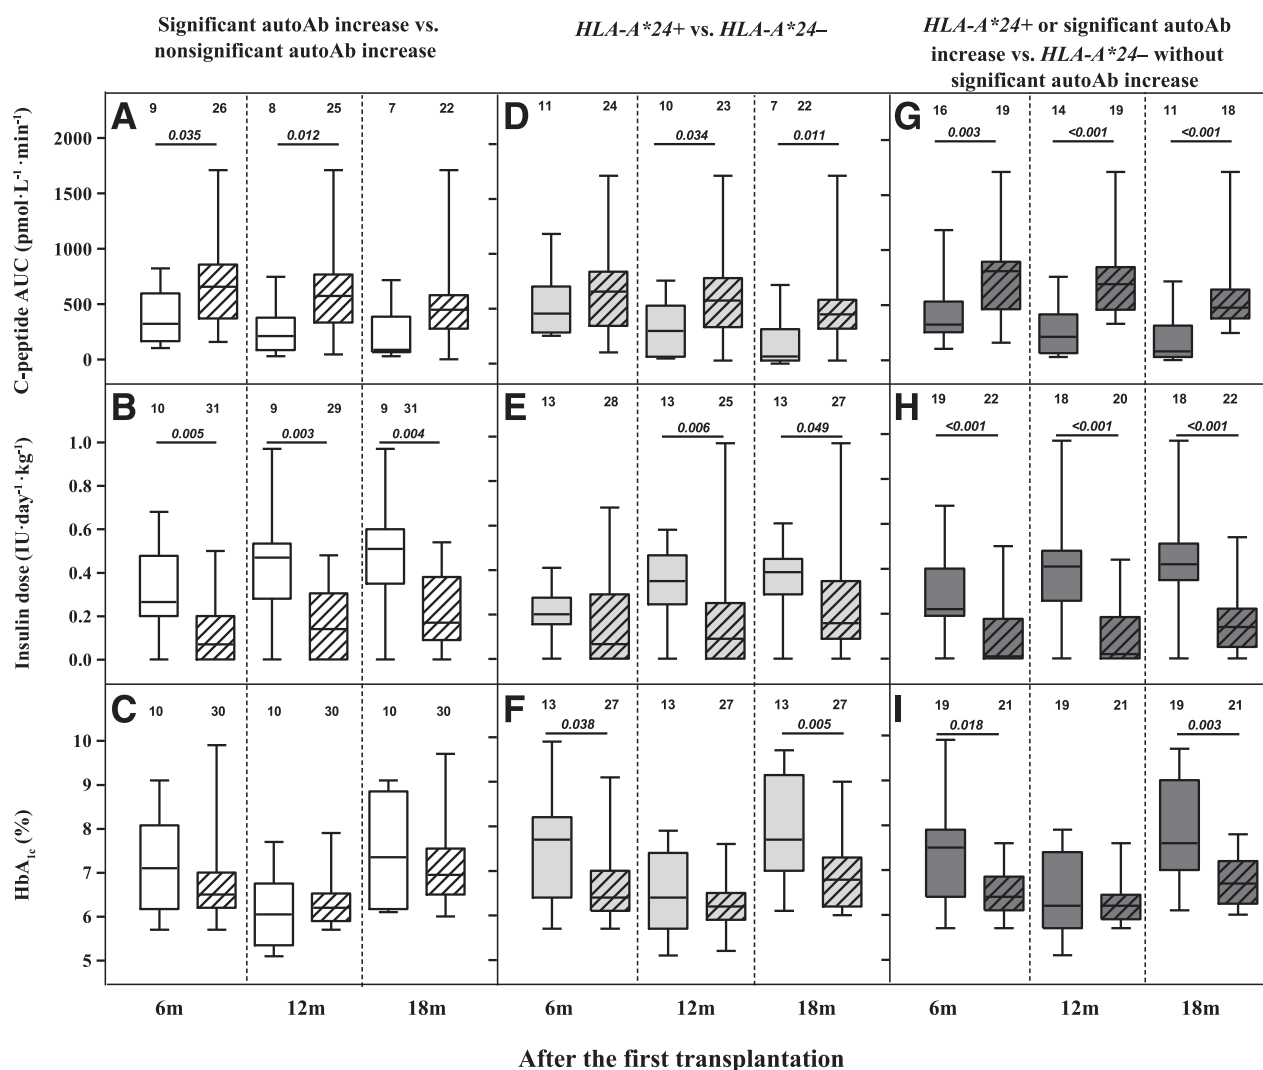 Significant autoAb increase vs.
nonsignificant autoAb increase
HLA-A*24+ vs. HLA-A*24–
HLA-A*24+ or significant autoAb
increase vs. HLA-A*24– without
significant autoAb increase
C-peptide AUC (pmol·L⁻¹·min⁻¹)
2000
1500
1000
500
0
A
9 26 8 25 7 22
0.035 0.012
D
11 24 10 23 7 22
0.034 0.011
G
16 19 14 19 11 18
0.003 <0.001 <0.001
Insulin dose (IU·day⁻¹·kg⁻¹)
1.0
0.8
0.6
0.4
0.2
0.0
B
10 31 9 29 9 31
0.005 0.003 0.004
E
13 28 13 25 13 27
0.006 0.049
H
19 22 18 20 18 22
<0.001 <0.001 <0.001
HbA1c (%)
10
9
8
7
6
5
C
10 30 10 30 10 30
F
13 27 13 27 13 27
0.038 0.005
I
19 21 19 21 19 21
0.018 0.003
6m 12m 18m 6m 12m 18m 6m 12m 18m
After the first transplantation